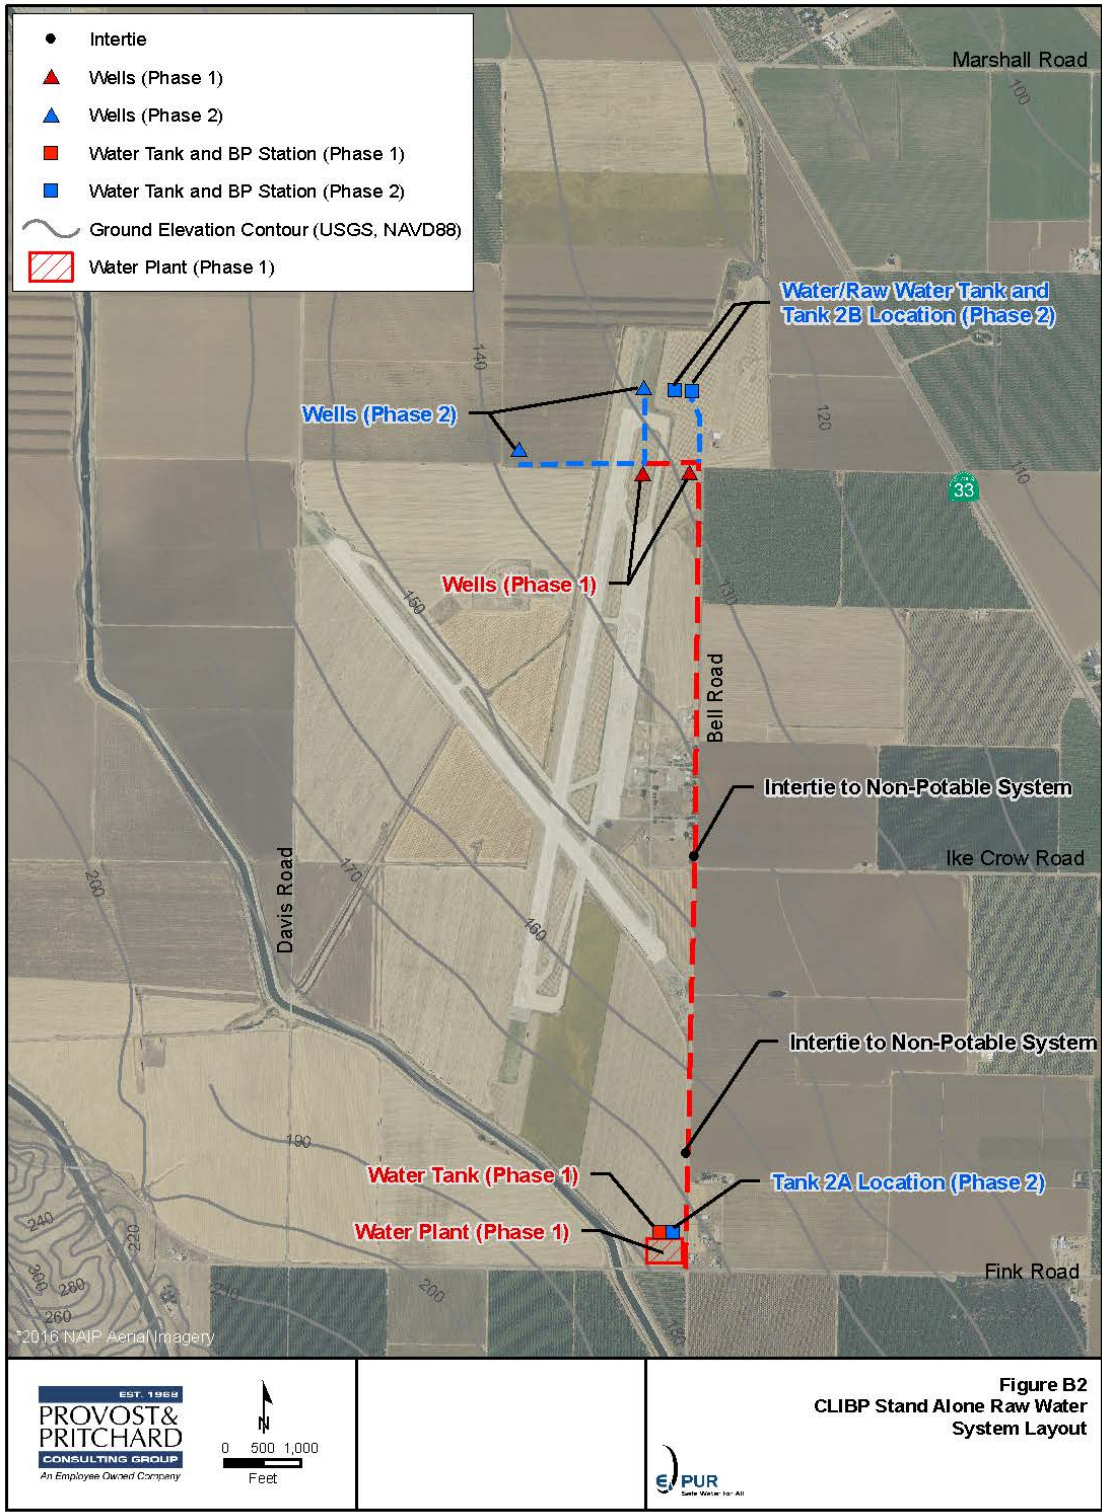 Intertie
Wells (Phase 1)
Wells (Phase 2)
Water Tank and BP Station (Phase 1)
Water Tank and BP Station (Phase 2)
Ground Elevation Contour (USGS, NAVD88)
Water Plant (Phase 1)
Marshall Road
100
Water/Raw Water Tank and
Tank 2B Location (Phase 2)
140
Wells (Phase 2)
120
110
33
Wells (Phase 1)
150
130
Bell Road
Intertie to Non-Potable System
Ike Crow Road
Davis Road
200
170
160
Intertie to Non-Potable System
190
Water Tank (Phase 1)
Tank 2A Location (Phase 2)
Water Plant (Phase 1)
Fink Road
240
220
300
280
260
210
200
180
*2016 NAIP Aerial Imagery
EST. 1968
PROVOST&
PRITCHARD
CONSULTING GROUP
An Employee Owned Company
N
0 500 1,000
Feet
PUR
Safe Water for All
Figure B2
CLIBP Stand Alone Raw Water
System Layout